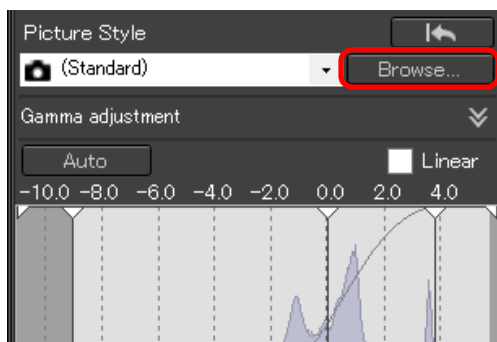 Picture Style
(Standard) Browse...
Gamma adjustment
Auto Linear
-10.0 -8.0 -6.0 -4.0 -2.0 0.0 2.0 4.0